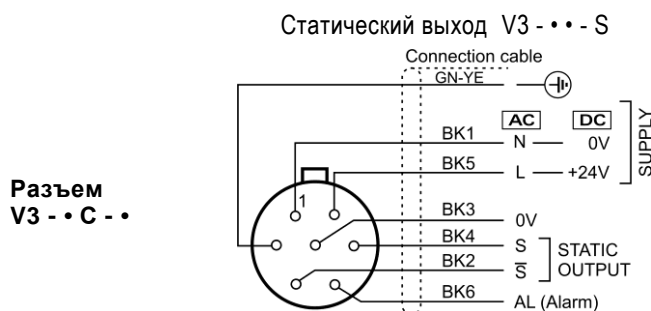 Статический выход V3 - • • - S
Connection cable
GN-YE
AC DC
BK1 N 0V
BK5 L +24V
SUPPLY
Разъем
V3 - • C - •
1
BK3 0V
BK4 S
BK2 S̅
STATIC
OUTPUT
BK6 AL (Alarm)